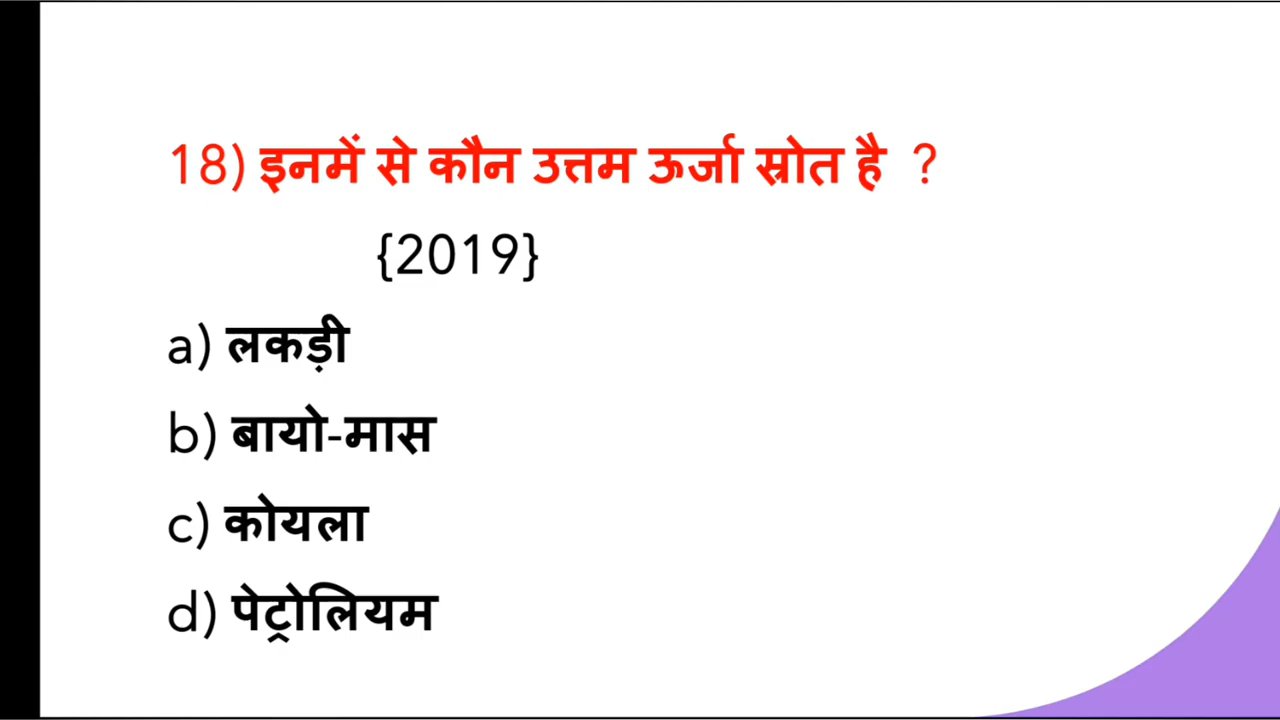 18) इनमें से कौन उत्तम ऊर्जा स्रोत है ?
{2019}
a) लकड़ी
b) बायो-मास
c) कोयला
d) पेट्रोलियम